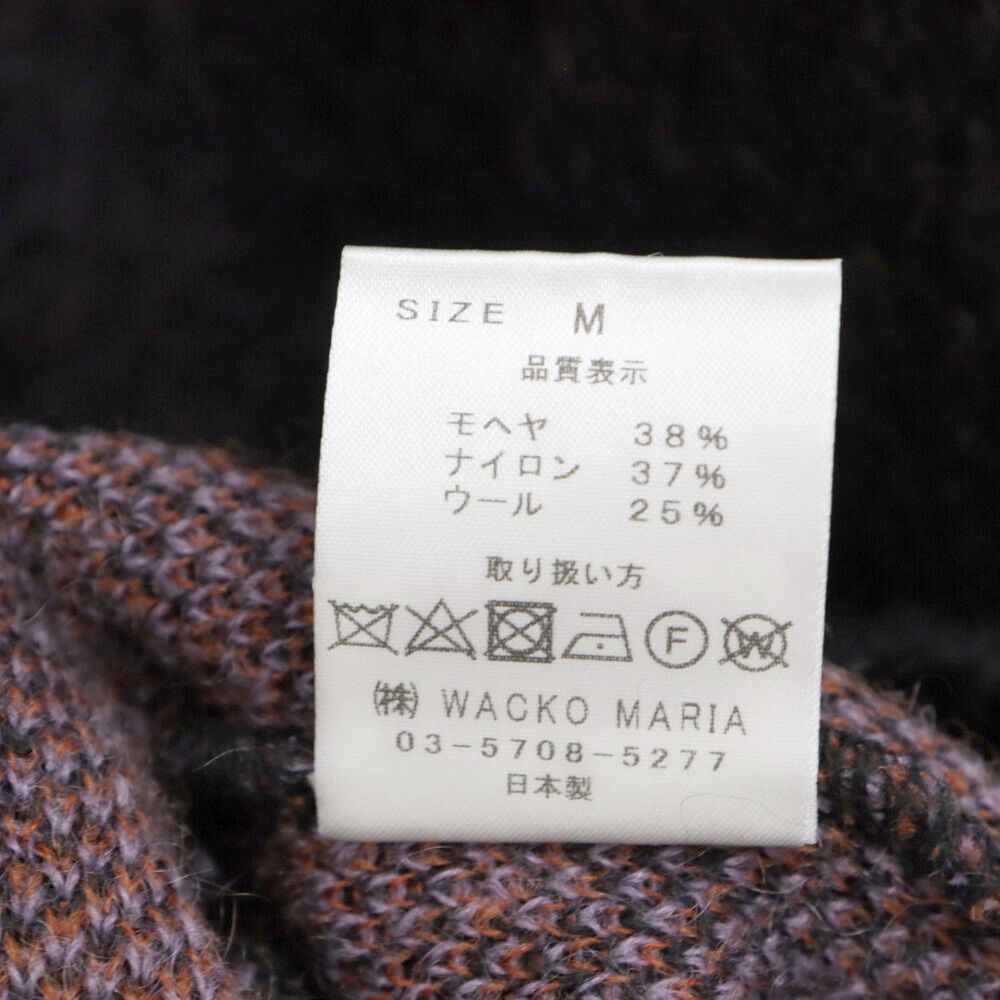 SIZE M
品質表示
モヘヤ 38%
ナイロン 37%
ウール 25%
取り扱い方
F W
㈱ WACKO MARIA
03-5708-5277
日本製